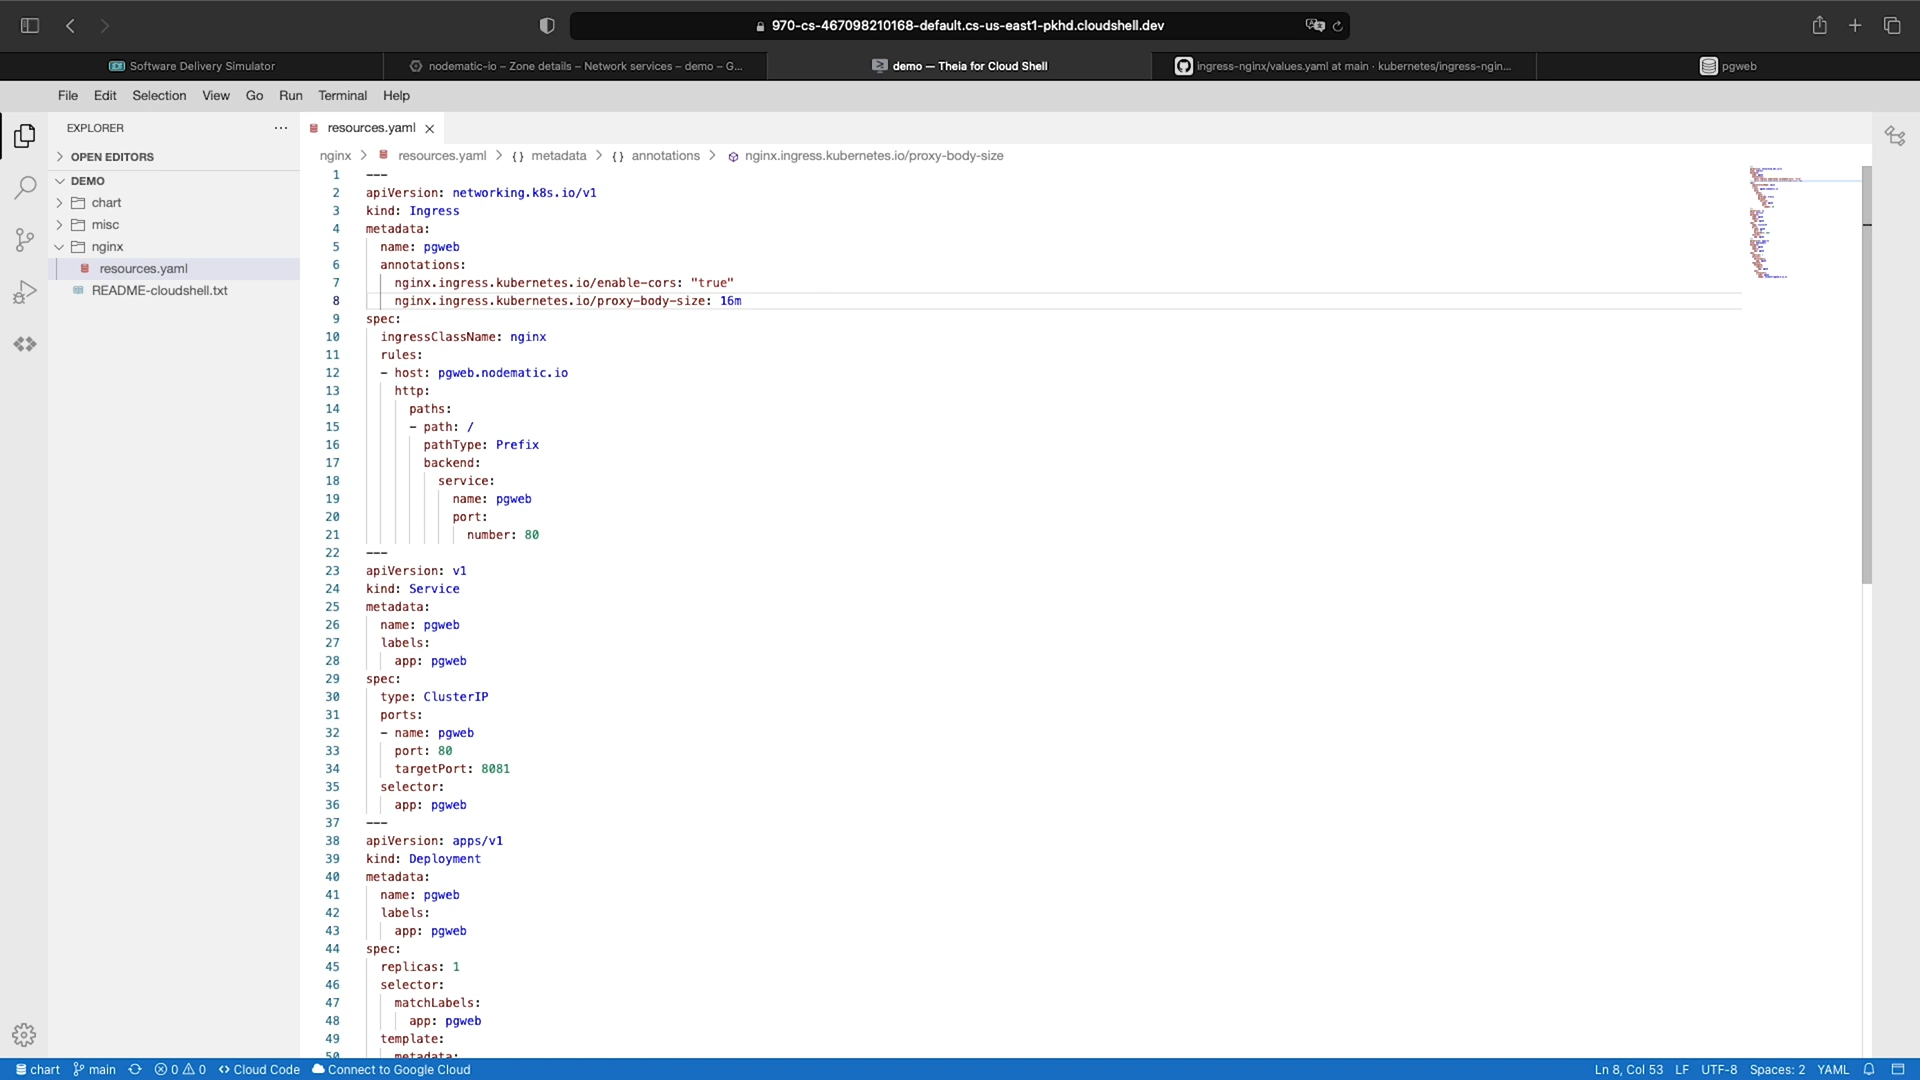 970-cs-467098210168-default.cs-us-east1-pkhd.cloudshell.dev
Software Delivery Simulator
nodematic-io – Zone details – Network services – demo – G...
demo — Theia for Cloud Shell
ingress-nginx/values.yaml at main · kubernetes/ingress-ngin...
pgweb
File Edit Selection View Go Run Terminal Help
EXPLORER
OPEN EDITORS
DEMO
chart
misc
nginx
resources.yaml
README-cloudshell.txt
resources.yaml
nginx > resources.yaml > {} metadata > {} annotations > nginx.ingress.kubernetes.io/proxy-body-size
1 ---
2 apiVersion: networking.k8s.io/v1
3 kind: Ingress
4 metadata:
5 name: pgweb
6 annotations:
7 nginx.ingress.kubernetes.io/enable-cors: "true"
8 nginx.ingress.kubernetes.io/proxy-body-size: 16m
9 spec:
10 ingressClassName: nginx
11 rules:
12 - host: pgweb.nodematic.io
13 http:
14 paths:
15 - path: /
16 pathType: Prefix
17 backend:
18 service:
19 name: pgweb
20 port:
21 number: 80
22 ---
23 apiVersion: v1
24 kind: Service
25 metadata:
26 name: pgweb
27 labels:
28 app: pgweb
29 spec:
30 type: ClusterIP
31 ports:
32 - name: pgweb
33 port: 80
34 targetPort: 8081
35 selector:
36 app: pgweb
37 ---
38 apiVersion: apps/v1
39 kind: Deployment
40 metadata:
41 name: pgweb
42 labels:
43 app: pgweb
44 spec:
45 replicas: 1
46 selector:
47 matchLabels:
48 app: pgweb
49 template:
50 metadata:
chart main 0 0 Cloud Code Connect to Google Cloud Ln 8, Col 53 LF UTF-8 Spaces: 2 YAML